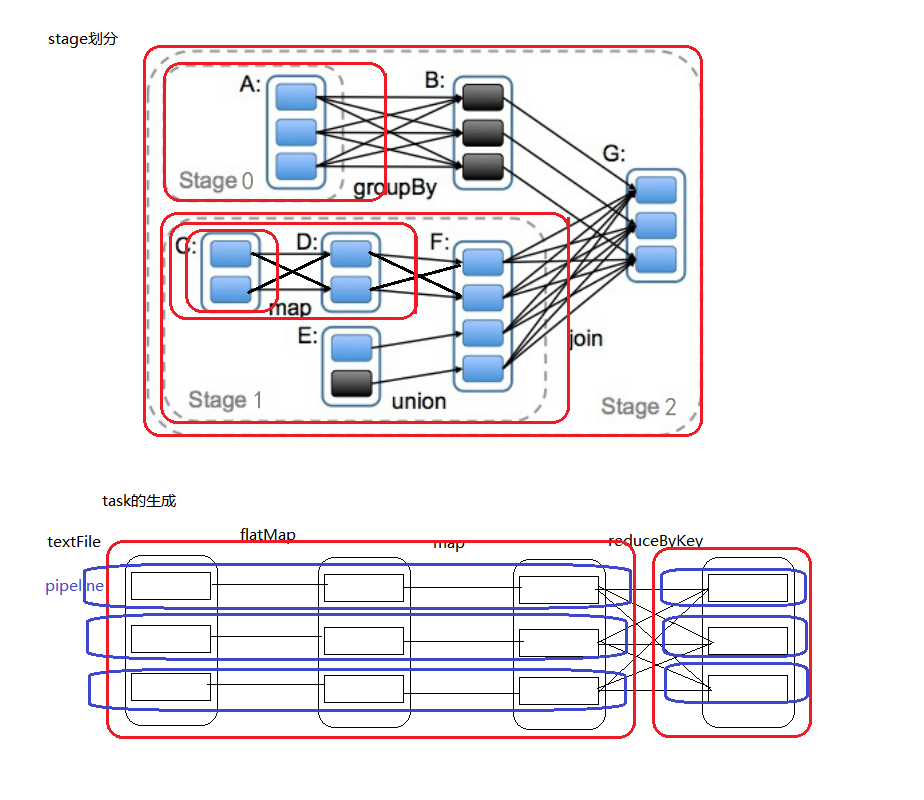 stage划分
A:
B:
G:
Stage 0
groupBy
C:
D:
F:
map
E:
join
Stage 1
union
Stage 2
task的生成
textFile
flatMap
map
reduceByKey
pipeline